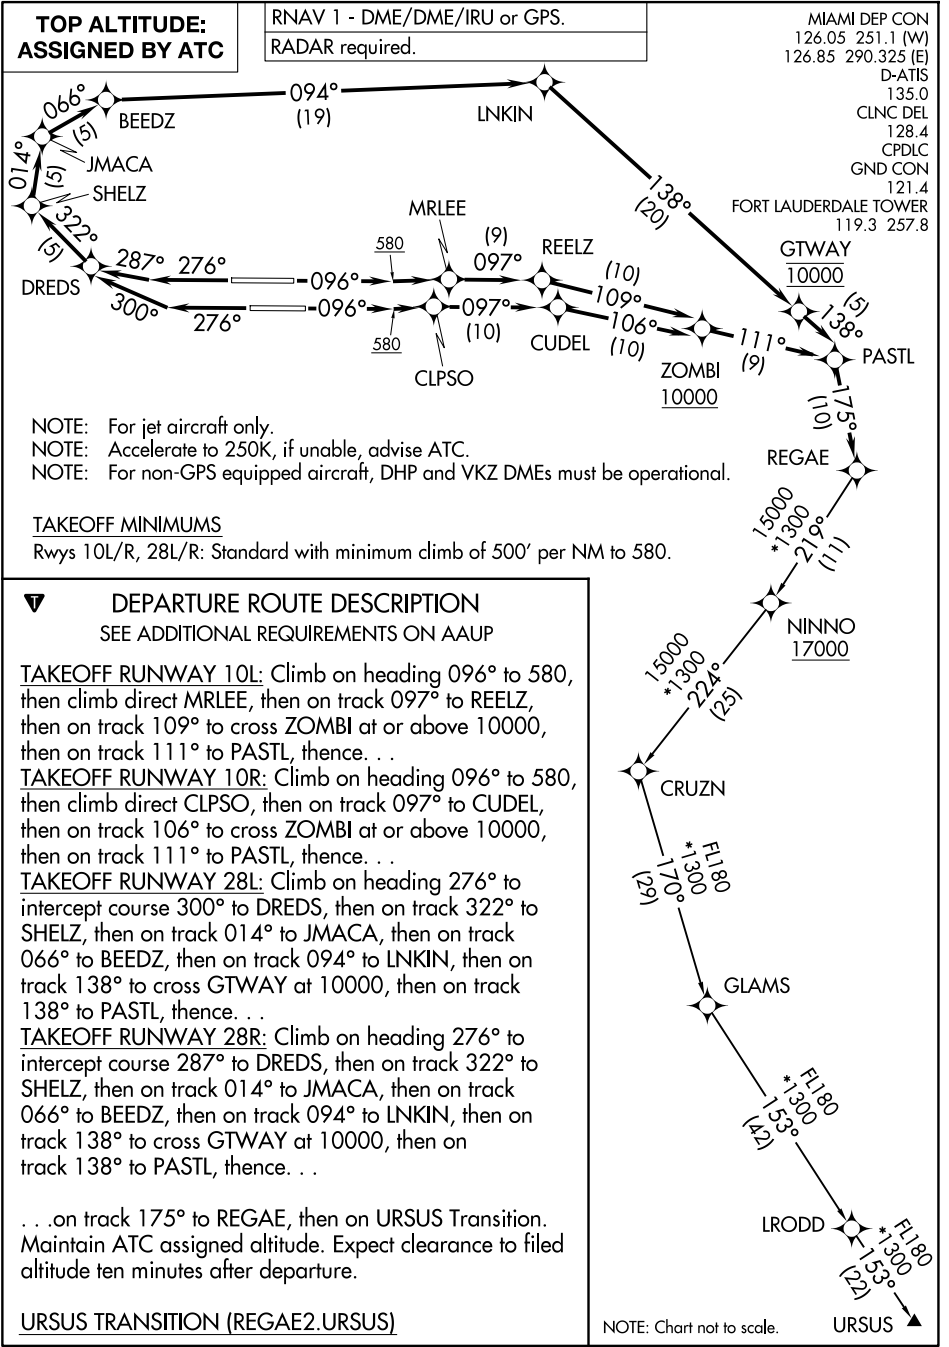 TOP ALTITUDE:
ASSIGNED BY ATC
RNAV 1 - DME/DME/IRU or GPS.
RADAR required.
MIAMI DEP CON
126.05 251.1 (W)
126.85 290.325 (E)
D-ATIS
135.0
CLNC DEL
128.4
CPDLC
GND CON
121.4
FORT LAUDERDALE TOWER
119.3 257.8
066°
(5)
BEEDZ
094°
(19)
LNKIN
JMACA
014°
(5)
SHELZ
138°
(20)
322°
(5)
MRLEE
GTWAY
10000
(5)
138°
DREDS
287°
276°
096°
580
(9)
097°
REELZ
(10)
109°
300°
276°
096°
580
097°
(10)
CLPSO
CUDEL
106°
(10)
ZOMBI
10000
111°
(9)
PASTL
175°
(10)
REGAE
NOTE: For jet aircraft only.
NOTE: Accelerate to 250K, if unable, advise ATC.
NOTE: For non-GPS equipped aircraft, DHP and VKZ DMEs must be operational.
TAKEOFF MINIMUMS
Rwys 10L/R, 28L/R: Standard with minimum climb of 500' per NM to 580.
15000
*1300
219°
(11)
NINNO
17000
15000
*1300
224°
(25)
CRUZN
FL180
*1300
170°
(29)
GLAMS
FL180
*1300
153°
(42)
LRODD
FL180
*1300
153°
(22)
URSUS
NOTE: Chart not to scale.
T
DEPARTURE ROUTE DESCRIPTION
SEE ADDITIONAL REQUIREMENTS ON AAUP
TAKEOFF RUNWAY 10L: Climb on heading 096° to 580,
then climb direct MRLEE, then on track 097° to REELZ,
then on track 109° to cross ZOMBI at or above 10000,
then on track 111° to PASTL, thence. . .
TAKEOFF RUNWAY 10R: Climb on heading 096° to 580,
then climb direct CLPSO, then on track 097° to CUDEL,
then on track 106° to cross ZOMBI at or above 10000,
then on track 111° to PASTL, thence. . .
TAKEOFF RUNWAY 28L: Climb on heading 276° to
intercept course 300° to DREDS, then on track 322° to
SHELZ, then on track 014° to JMACA, then on track
066° to BEEDZ, then on track 094° to LNKIN, then on
track 138° to cross GTWAY at 10000, then on track
138° to PASTL, thence. . .
TAKEOFF RUNWAY 28R: Climb on heading 276° to
intercept course 287° to DREDS, then on track 322° to
SHELZ, then on track 014° to JMACA, then on track
066° to BEEDZ, then on track 094° to LNKIN, then on
track 138° to cross GTWAY at 10000, then on
track 138° to PASTL, thence. . .
. . .on track 175° to REGAE, then on URSUS Transition.
Maintain ATC assigned altitude. Expect clearance to filed
altitude ten minutes after departure.
URSUS TRANSITION (REGAE2.URSUS)